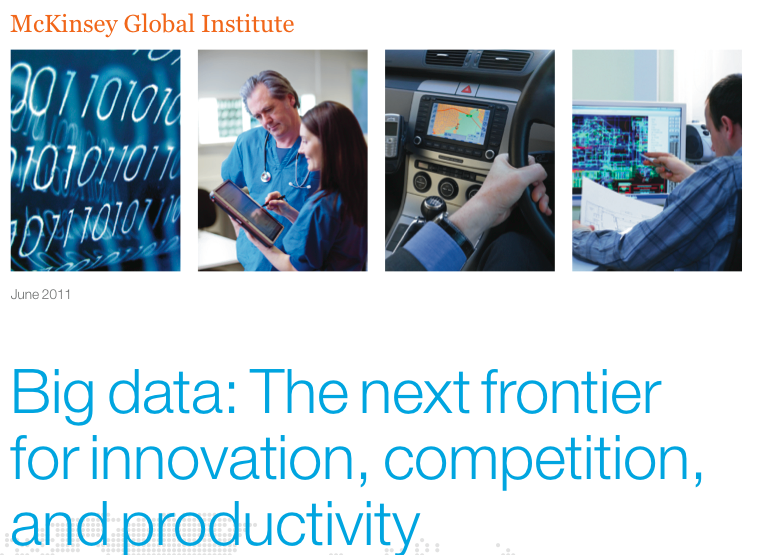 McKinsey Global Institute
June 2011
Big data: The next frontier
for innovation, competition,
and productivity